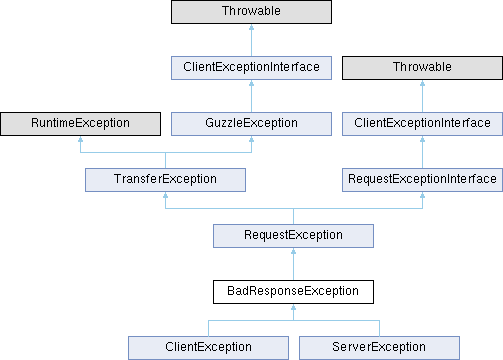 Throwable
ClientExceptionInterface
Throwable
RuntimeException
GuzzleException
ClientExceptionInterface
TransferException
RequestExceptionInterface
RequestException
BadResponseException
ClientException
ServerException